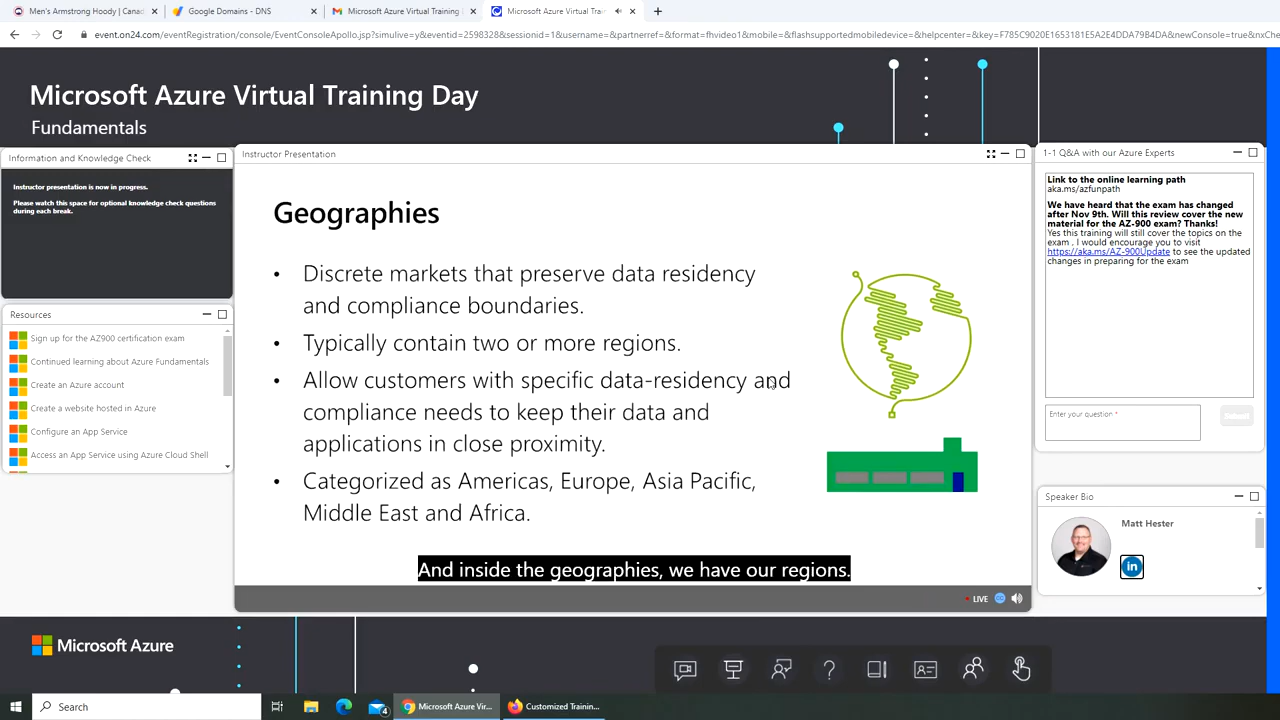 Men's Armstrong Hoody | Canad
Google Domains - DNS
Microsoft Azure Virtual Training D
Microsoft Azure Virtual Train
event.on24.com/eventRegistration/console/EventConsoleApollo.jsp?simulive=y&eventid=2598328&sessionid=1&username=&partnerref=&format=fhvideo1&mobile=&flashsupportedmobiledevice=&helpcenter=&key=F785C9020E1653181E5A2E4DDA79B4DA&newConsole=true&nxChe
Microsoft Azure Virtual Training Day
Fundamentals
Information and Knowledge Check
Instructor presentation is now in progress.
Please watch this space for optional knowledge check questions
during each break.
Resources
Sign up for the AZ900 certification exam
Continued learning about Azure Fundamentals
Create an Azure account
Create a website hosted in Azure
Configure an App Service
Access an App Service using Azure Cloud Shell
Instructor Presentation
Geographies
• Discrete markets that preserve data residency
and compliance boundaries.
• Typically contain two or more regions.
• Allow customers with specific data-residency and
compliance needs to keep their data and
applications in close proximity.
• Categorized as Americas, Europe, Asia Pacific,
Middle East and Africa.
And inside the geographies, we have our regions.
LIVE
1-1 Q&A with our Azure Experts
Link to the online learning path
aka.ms/azfunpath
We have heard that the exam has changed
after Nov 9th. Will this review cover the new
material for the AZ-900 exam? Thanks!
Yes this training will still cover the topics on the
exam , I would encourage you to visit
https://aka.ms/AZ-900Update to see the updated
changes in preparing for the exam
Enter your question *
Submit
Speaker Bio
Matt Hester
in
Microsoft Azure
Search
4
Microsoft Azure Vir...
Customized Trainin...